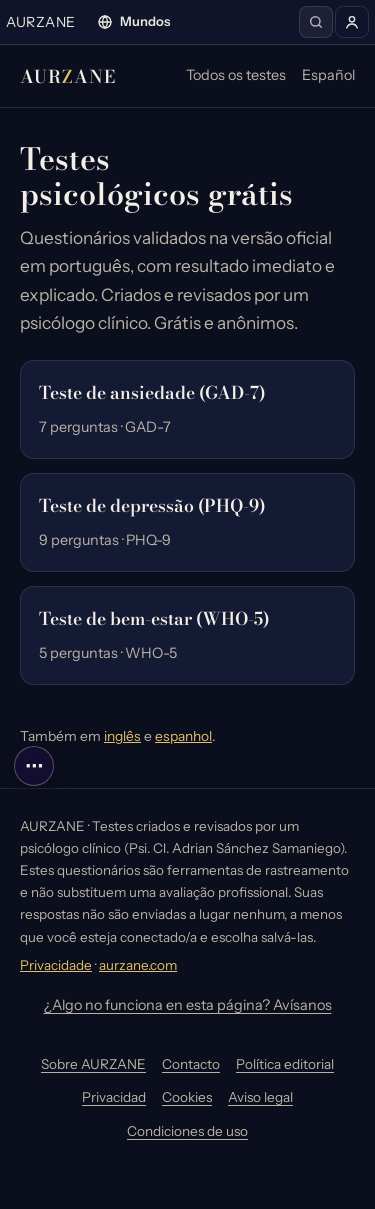 AURZANE Mundos
AURZANE Todos os testes Español
Testes
psicológicos grátis
Questionários validados na versão oficial
em português, com resultado imediato e
explicado. Criados e revisados por um
psicólogo clínico. Grátis e anônimos.
Teste de ansiedade (GAD-7)
7 perguntas · GAD-7
Teste de depressão (PHQ-9)
9 perguntas · PHQ-9
Teste de bem-estar (WHO-5)
5 perguntas · WHO-5
Também em inglês e espanhol.
AURZANE · Testes criados e revisados por um
psicólogo clínico (Psi. Cl. Adrian Sánchez Samaniego).
Estes questionários são ferramentas de rastreamento
e não substituem uma avaliação profissional. Suas
respostas não são enviadas a lugar nenhum, a menos
que você esteja conectado/a e escolha salvá-las.
Privacidade · aurzane.com
¿Algo no funciona en esta página? Avísanos
Sobre AURZANE Contacto Política editorial
Privacidad Cookies Aviso legal
Condiciones de uso